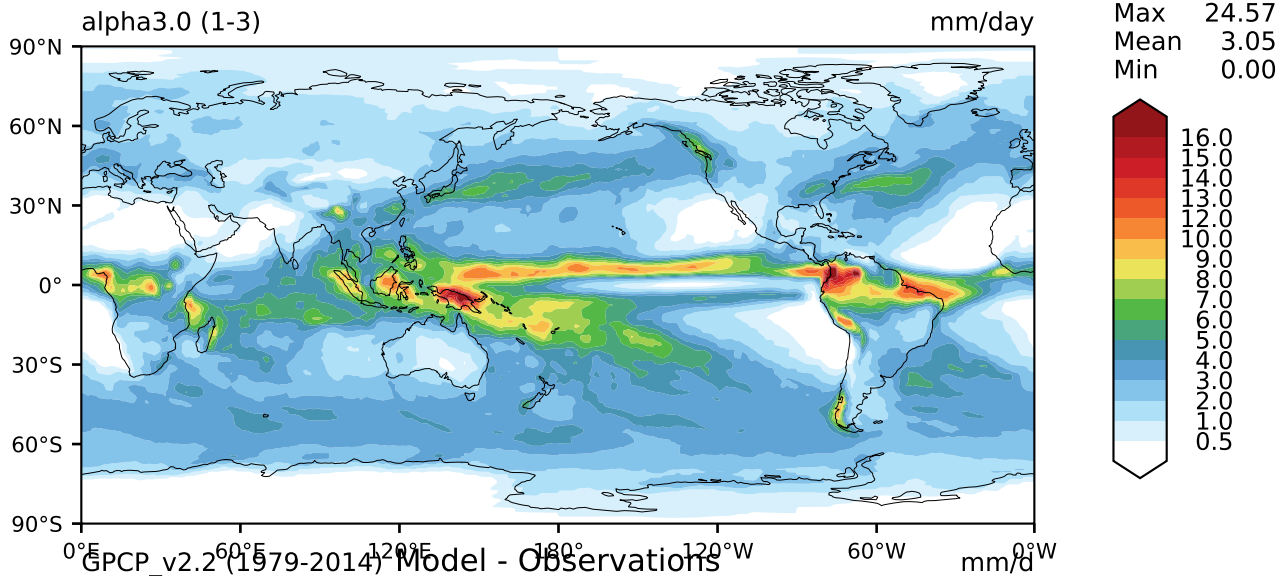 alpha3.0 (1-3) mm/day
Max 24.57
Mean 3.05
Min 0.00
90°N
60°N
30°N
0°
30°S
60°S
90°S
16.0
15.0
14.0
13.0
12.0
10.0
9.0
8.0
7.0
6.0
5.0
4.0
3.0
2.0
1.0
0.5
0°E 60°E 120°E 180° 120°W 60°W 0°W
GPCP_v2.2 (1979-2014) Model - Observations mm/d